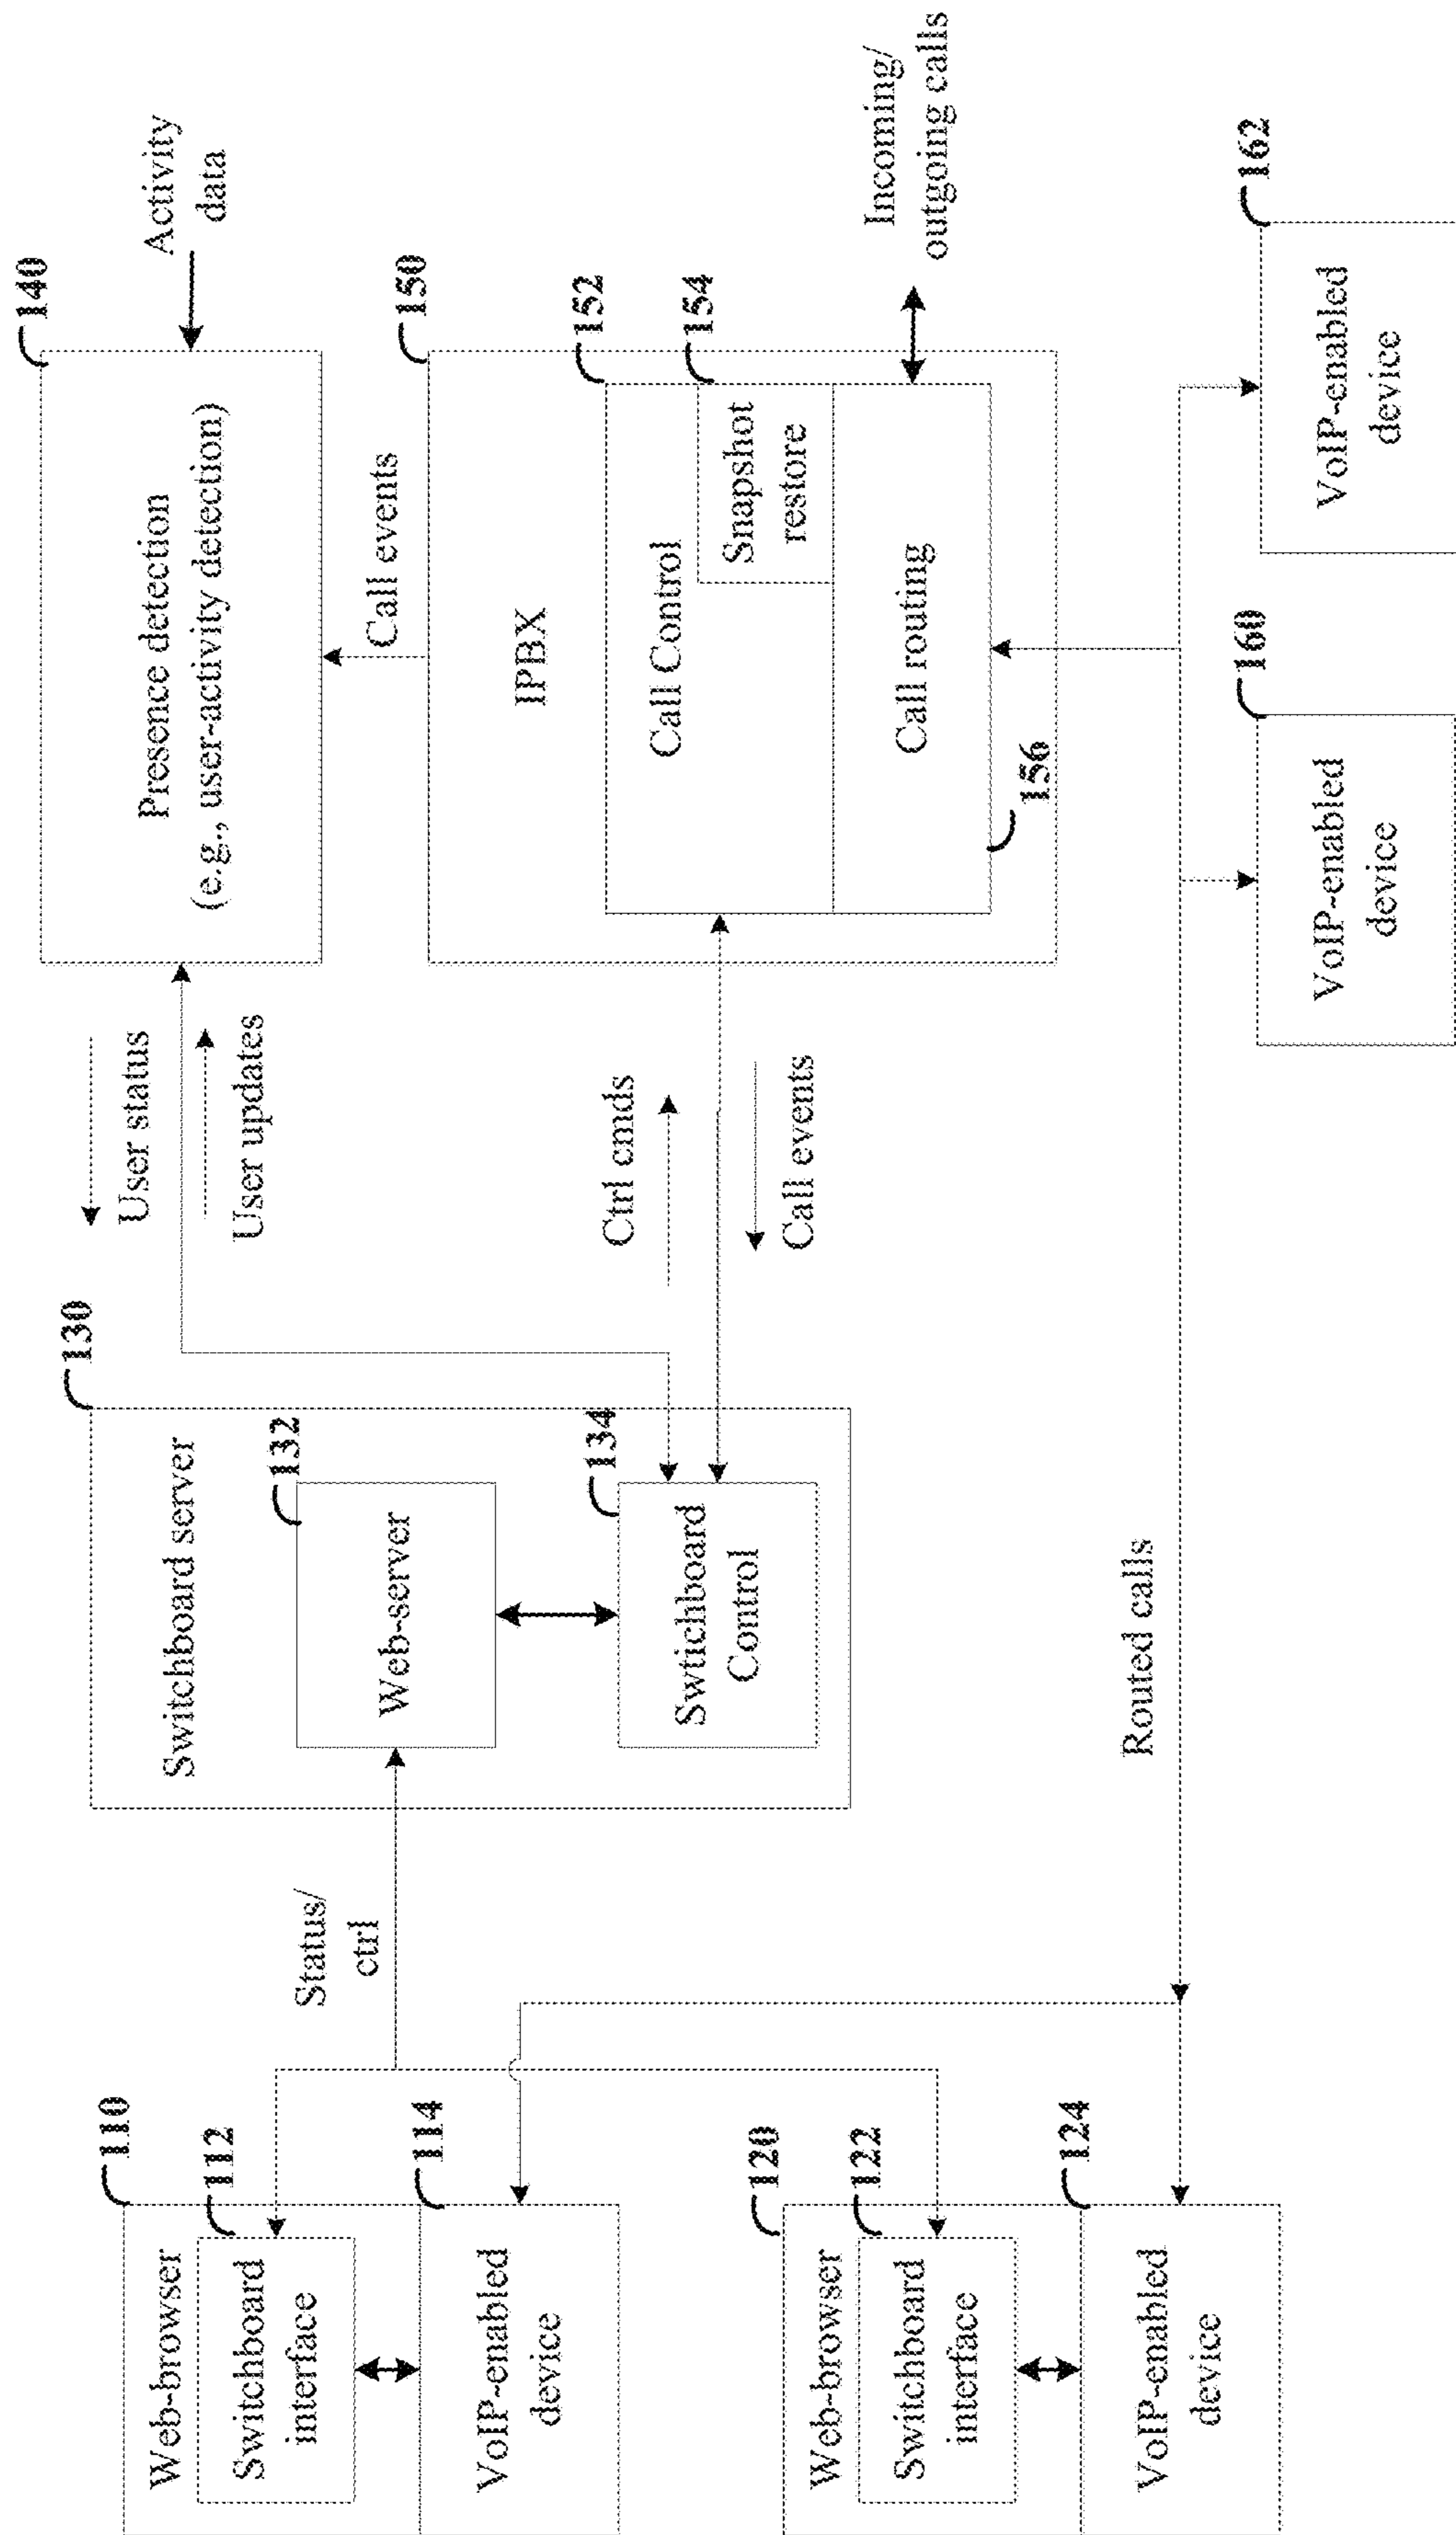 110
Web-browser
112
Switchboard
interface
114
VoIP-enabled
device
120
Web-browser
122
Switchboard
interface
124
VoIP-enabled
device
Status/
ctrl
130
Switchboard server
132
Web-server
134
Swtichboard
Control
User status
User updates
Ctrl cmds
Call events
Routed calls
140
Presence detection
(e.g., user-activity detection)
Activity
data
Call events
150
IPBX
152
Call Control
154
Snapshot
restore
Call routing
156
Incoming/
outgoing calls
160
VoIP-enabled
device
162
VoIP-enabled
device